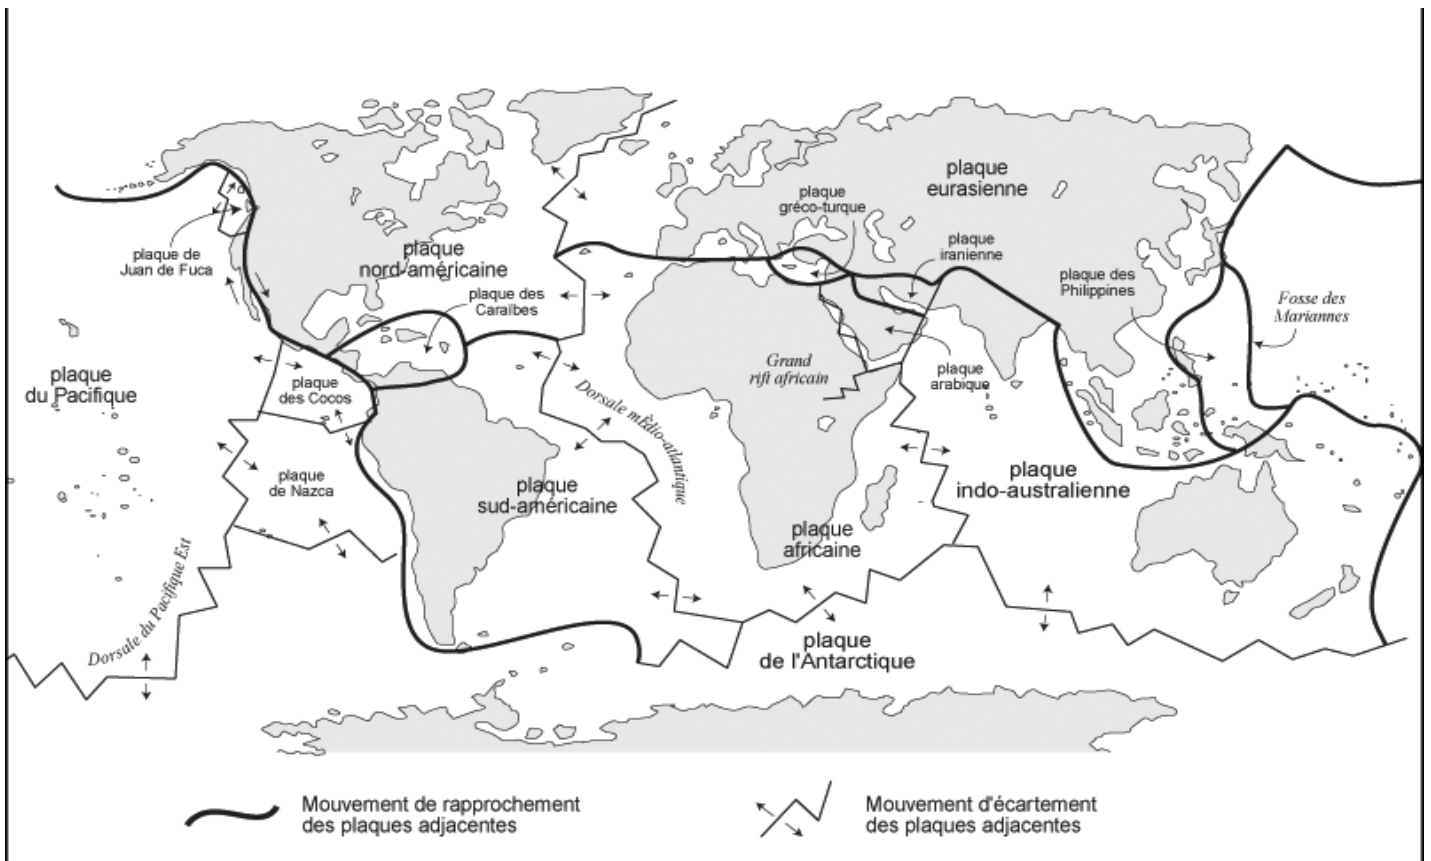 plaque
eurasienne
plaque
gréco-turque
plaque
iranienne
plaque de
Juan de Fuca
plaque
nord-américaine
plaque des
Caraïbes
plaque des
Philippines
Fosse des
Mariannes
plaque
du Pacifique
plaque
des Cocos
Grand
rift africain
plaque
arabique
Dorsale mÈdio-atlantique
plaque
de Nazca
plaque
sud-américaine
plaque
indo-australienne
plaque
africaine
Dorsale du Pacifique Est
plaque
de l'Antarctique
Mouvement de rapprochement
des plaques adjacentes
Mouvement d'écartement
des plaques adjacentes